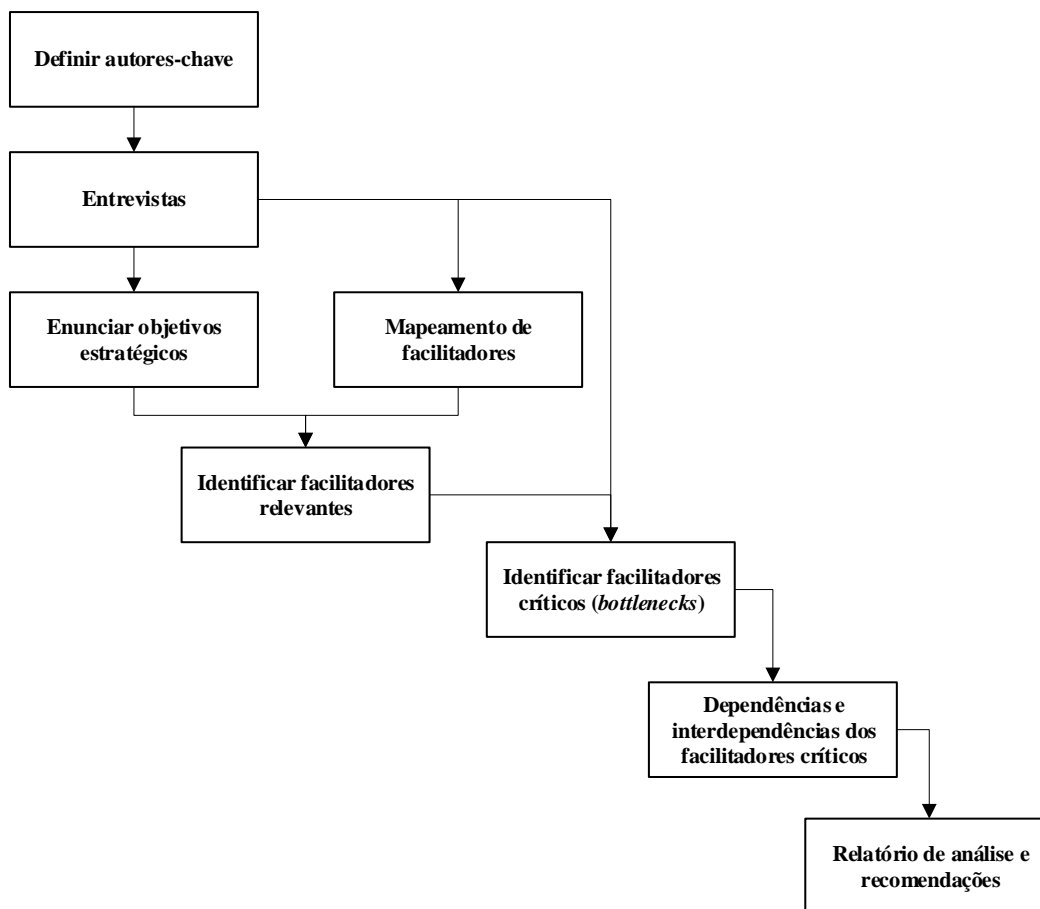 Definir autores-chave
Entrevistas
Enunciar objetivos
estratégicos
Mapeamento de
facilitadores
Identificar facilitadores
relevantes
Identificar facilitadores
críticos (bottlenecks)
Dependências e
interdependências dos
facilitadores críticos
Relatório de análise e
recomendações